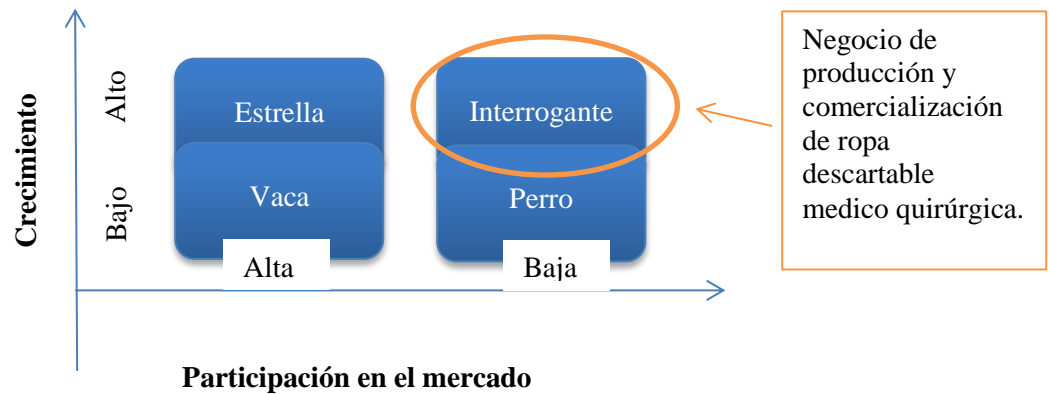 Crecimiento
Alto
Bajo
Estrella
Interrogante
Vaca
Perro
Alta
Baja
Participación en el mercado
Negocio de
producción y
comercialización
de ropa
descartable
medico quirúrgica.